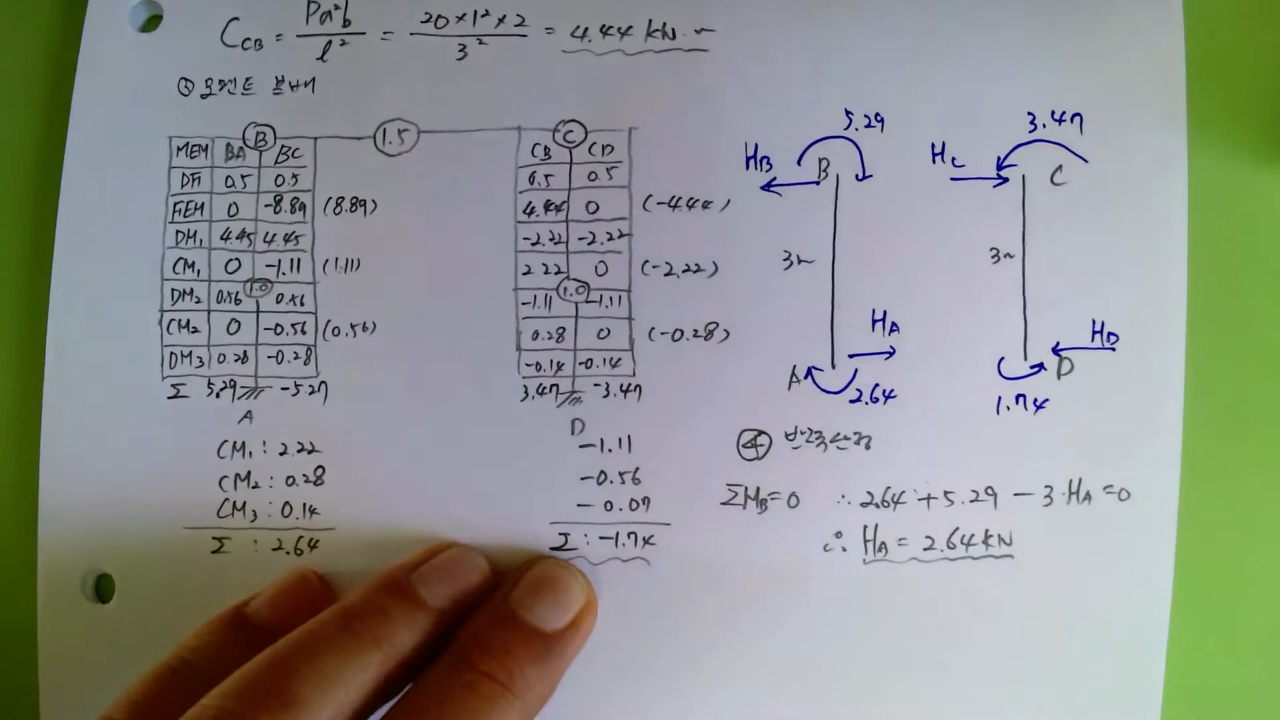 C_CB = Pa²b / l² = 20×1²×2 / 3² = 4.44 kN·m
③ 모멘트 분배
B 1.5 C
MEM BA BC CB CD
DF 0.5 0.5 0.5 0.5
FEM 0 -8.89 (8.89) 4.44 0 (-4.44)
DM₁ 4.45 4.45 -2.22 -2.22
CM₁ 0 -1.11 (1.11) 2.22 0 (-2.22)
1.0 1.0
DM₂ 0.56 0.56 -1.11 -1.11
CM₂ 0 -0.56 (0.56) 0.28 0 (-0.28)
DM₃ 0.28 -0.28 -0.14 -0.14
Σ 5.29 -5.29 3.47 -3.47
A D
CM₁ : 2.22 -1.11
CM₂ : 0.28 -0.56
CM₃ : 0.14 -0.07
Σ : 2.64 Σ : -1.74
5.29 3.47
H_B B H_C C
3m 3m
H_A H_D
A 2.64 D 1.74
④ 반력산정
ΣM_B=0 ∴ 2.64 + 5.29 - 3·H_A = 0
∴ H_A = 2.64 kN